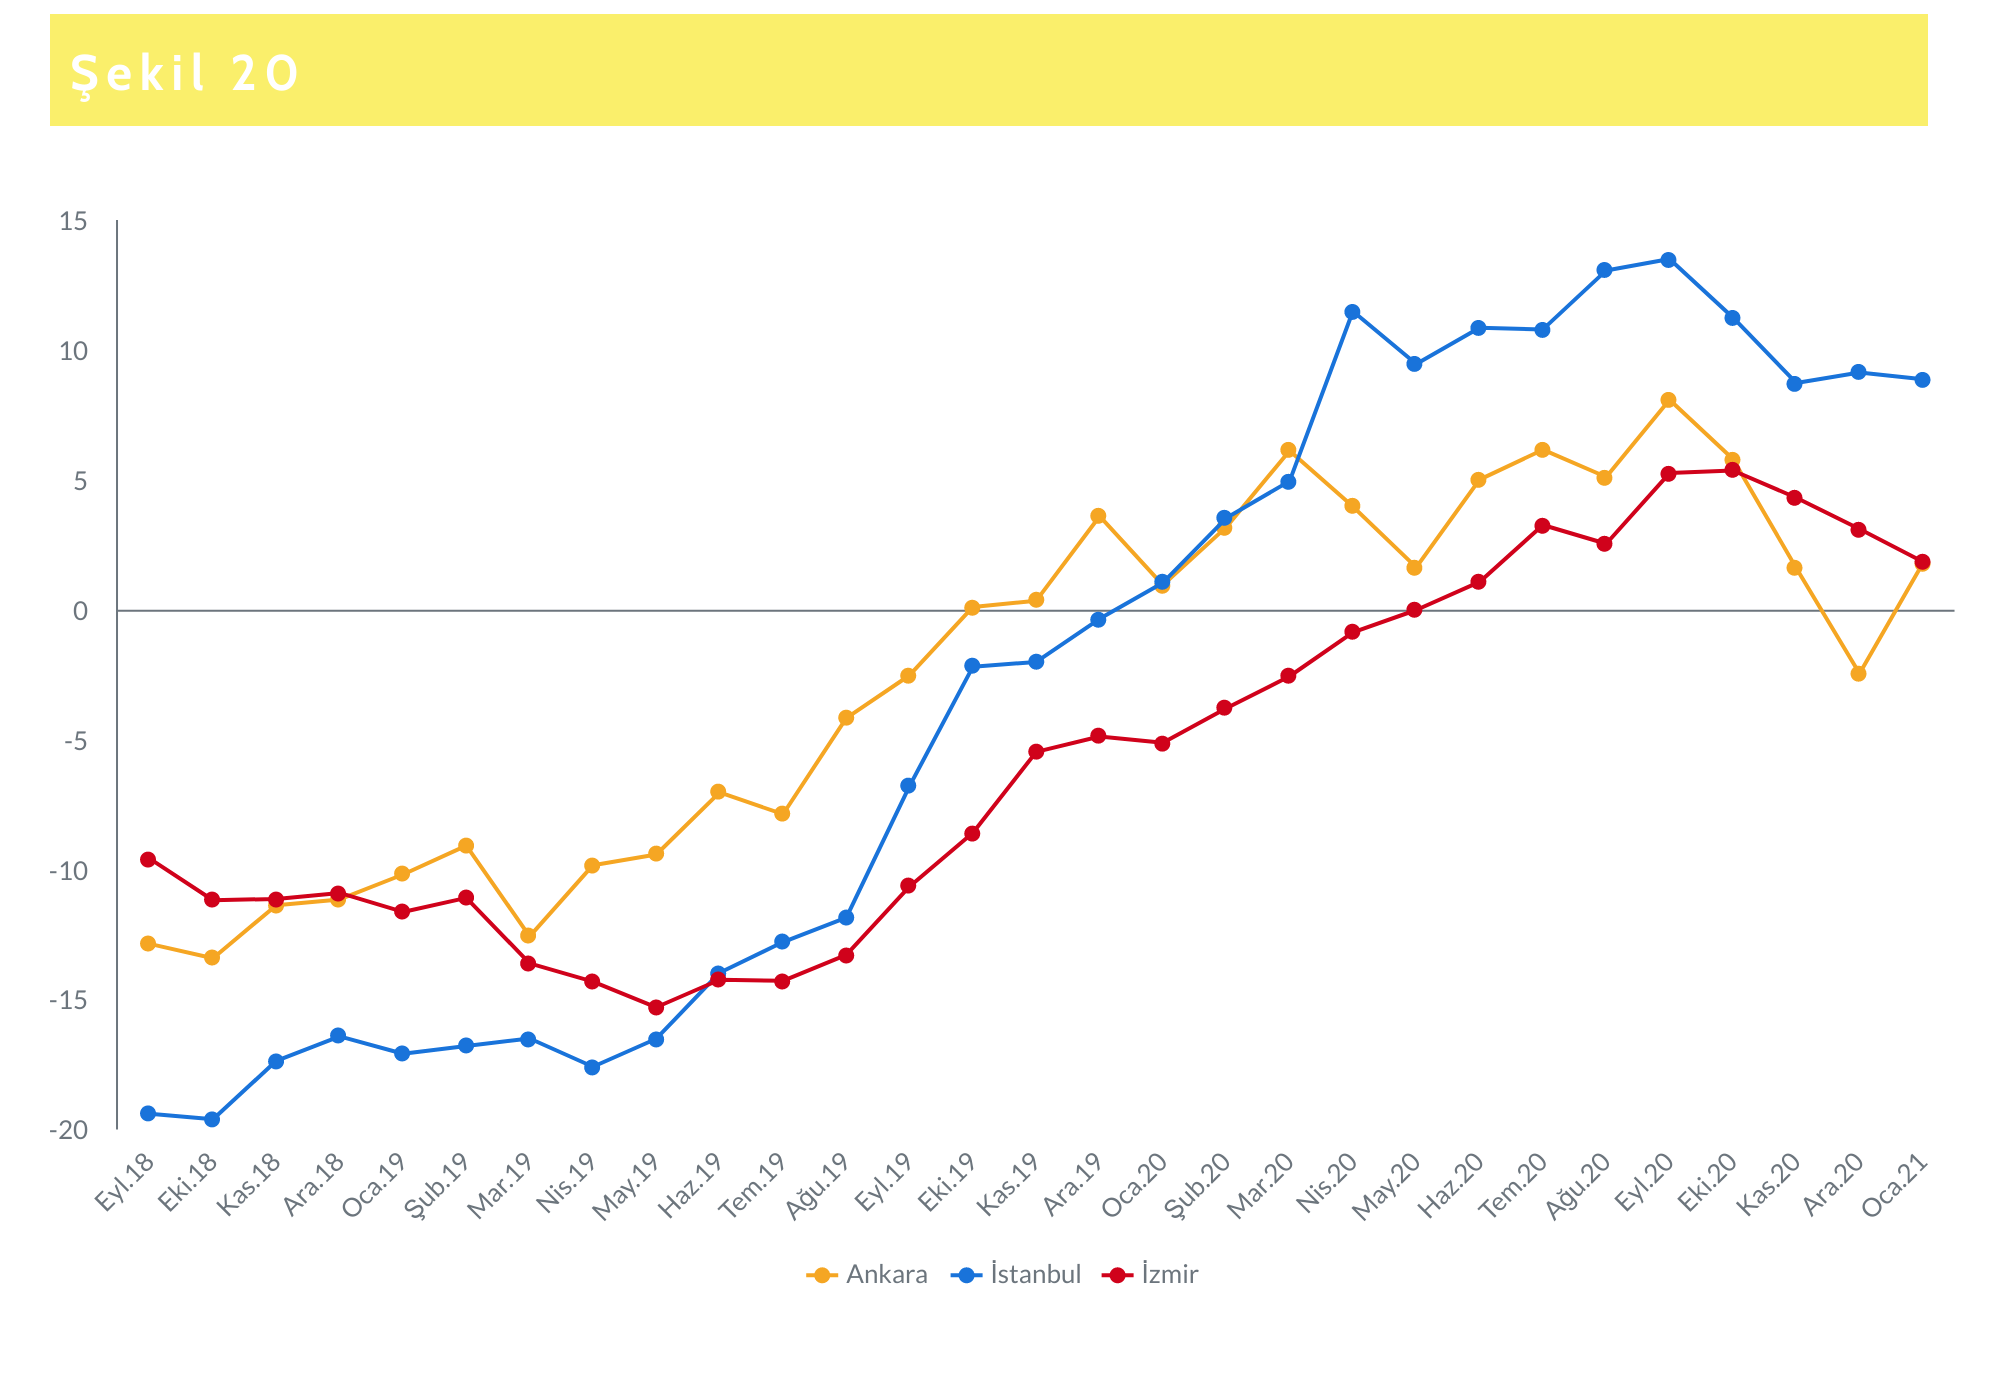 Şekil 20
15
10
5
0
-5
-10
-15
-20
Eyl.18 Eki.18 Kas.18 Ara.18 Oca.19 Şub.19 Mar.19 Nis.19 May.19 Haz.19 Tem.19 Ağu.19 Eyl.19 Eki.19 Kas.19 Ara.19 Oca.20 Şub.20 Mar.20 Nis.20 May.20 Haz.20 Tem.20 Ağu.20 Eyl.20 Eki.20 Kas.20 Ara.20 Oca.21
Ankara İstanbul İzmir